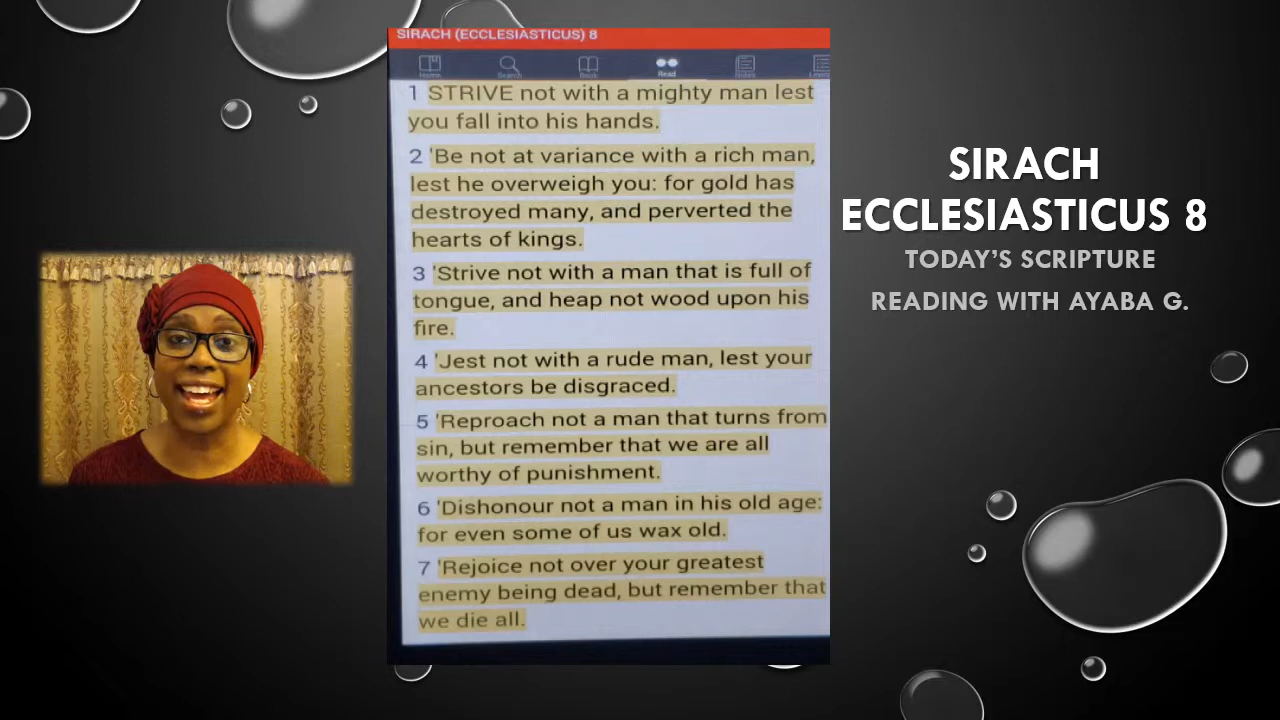 SIRACH (ECCLESIASTICUS) 8
Home Search Book Read Notes
1 STRIVE not with a mighty man lest
you fall into his hands.
2 'Be not at variance with a rich man,
lest he overweigh you: for gold has
destroyed many, and perverted the
hearts of kings.
3 'Strive not with a man that is full of
tongue, and heap not wood upon his
fire.
4 'Jest not with a rude man, lest your
ancestors be disgraced.
5 'Reproach not a man that turns from
sin, but remember that we are all
worthy of punishment.
6 'Dishonour not a man in his old age:
for even some of us wax old.
7 'Rejoice not over your greatest
enemy being dead, but remember that
we die all.
SIRACH
ECCLESIASTICUS 8
TODAY'S SCRIPTURE
READING WITH AYABA G.